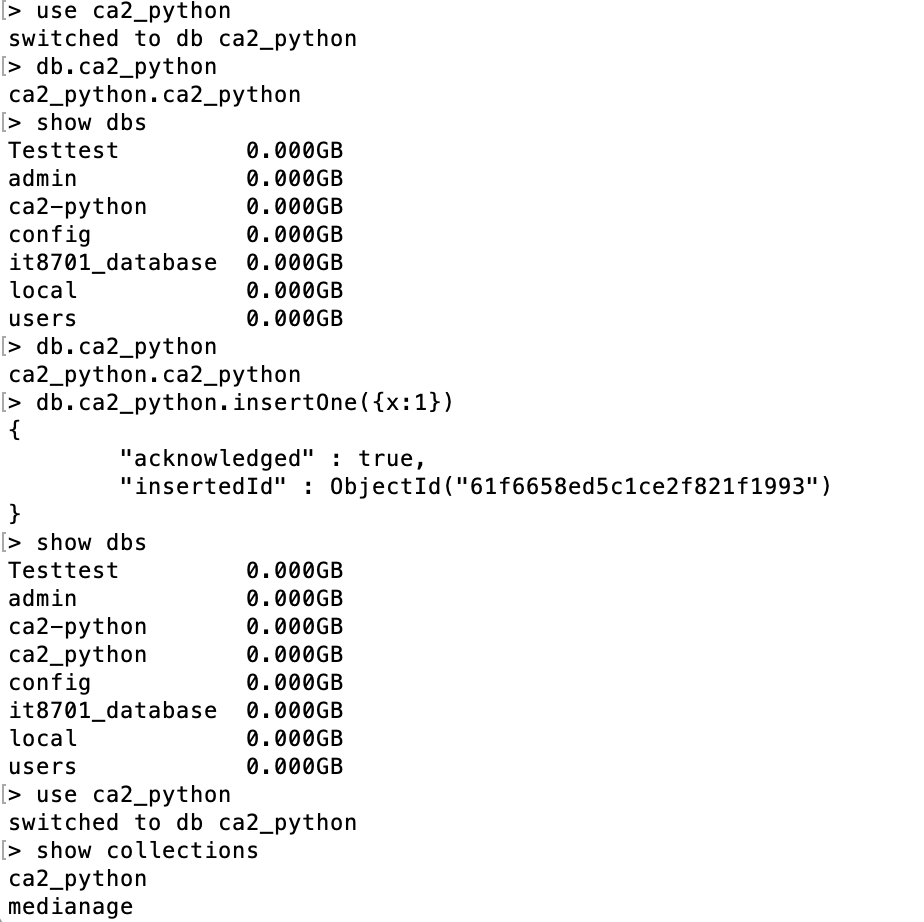 [> use ca2_python
switched to db ca2_python
[> db.ca2_python
ca2_python.ca2_python
[> show dbs
Testtest         0.000GB
admin            0.000GB
ca2-python       0.000GB
config           0.000GB
it8701_database  0.000GB
local            0.000GB
users            0.000GB
[> db.ca2_python
ca2_python.ca2_python
[> db.ca2_python.insertOne({x:1})
{
        "acknowledged" : true,
        "insertedId" : ObjectId("61f6658ed5c1ce2f821f1993")
}
[> show dbs
Testtest         0.000GB
admin            0.000GB
ca2-python       0.000GB
ca2_python       0.000GB
config           0.000GB
it8701_database  0.000GB
local            0.000GB
users            0.000GB
[> use ca2_python
switched to db ca2_python
[> show collections
ca2_python
medianage